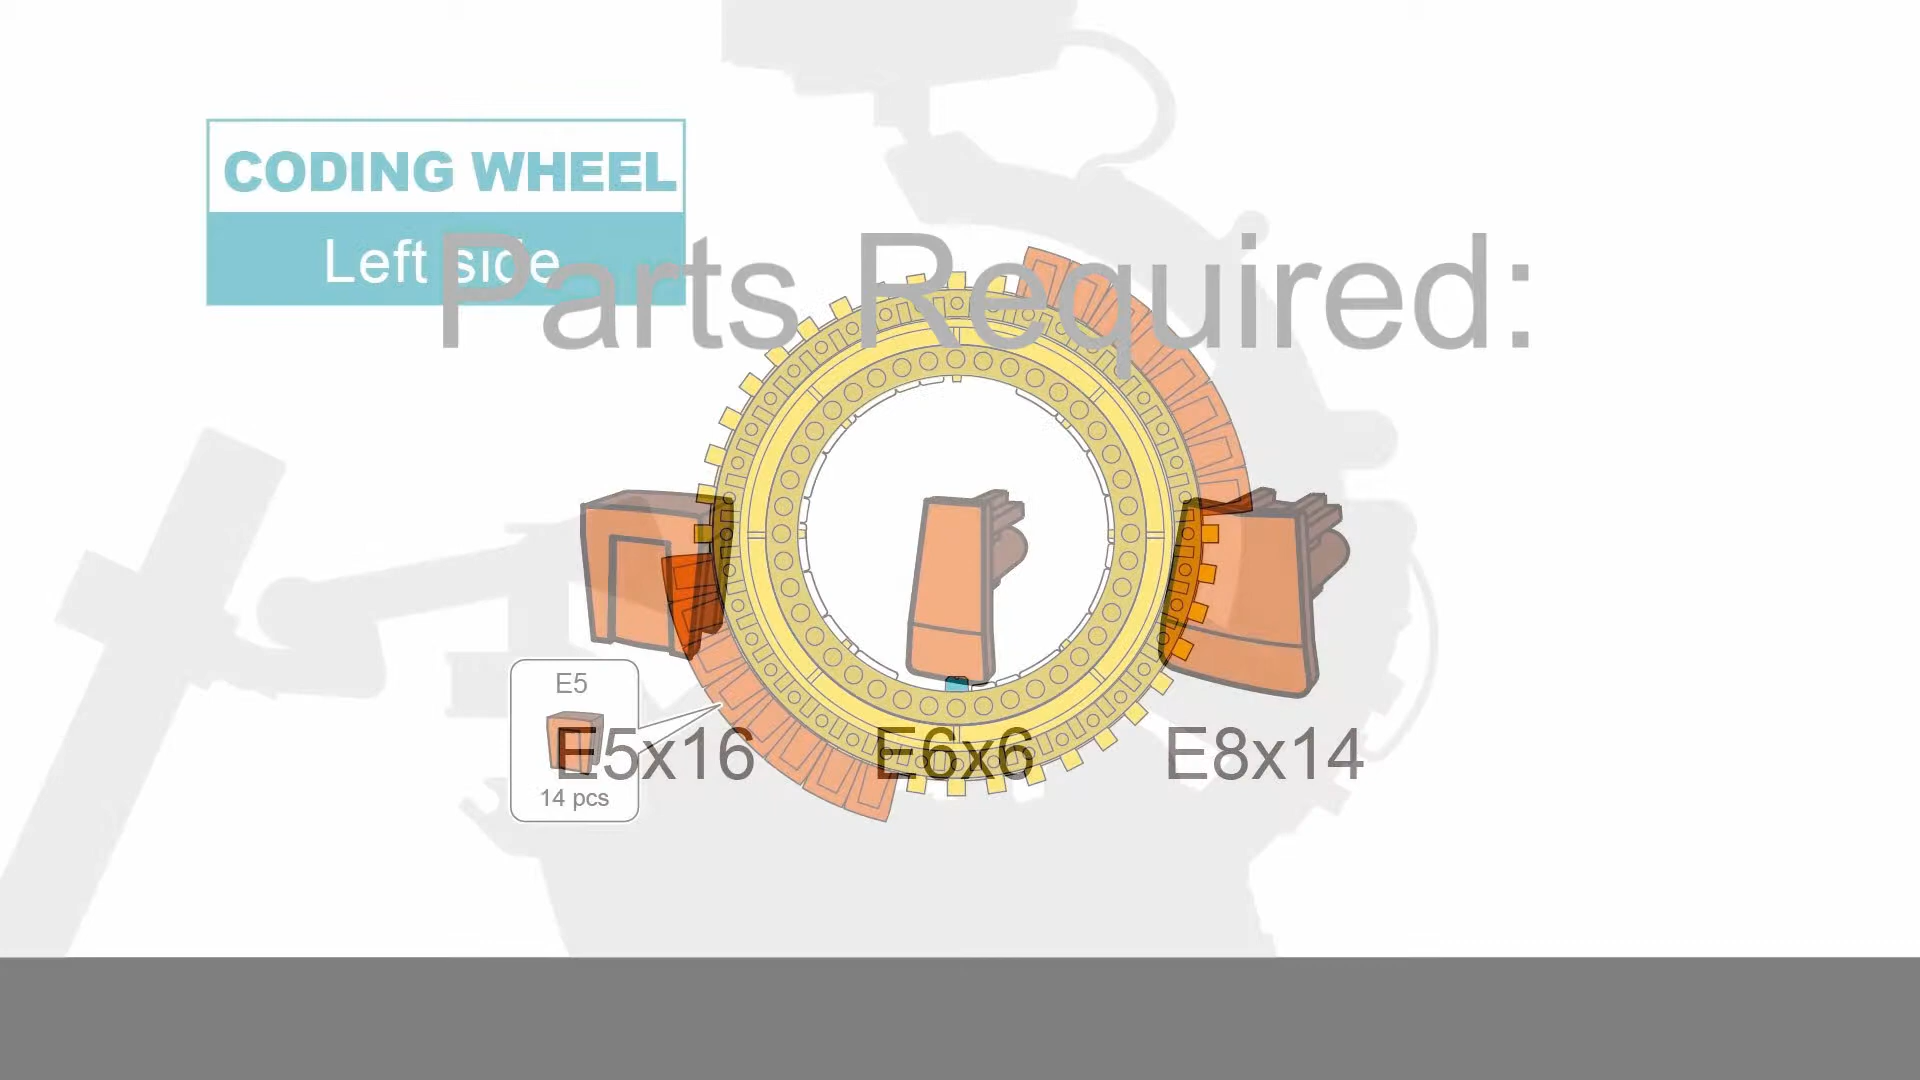 CODING WHEEL
Left side
Parts Required:
E5
14 pcs
E5x16
E6x6
E8x14